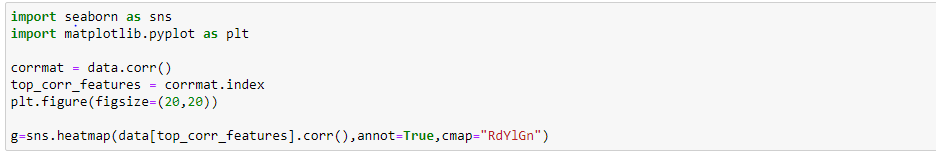 import seaborn as sns
import matplotlib.pyplot as plt
corrmat = data.corr()
top_corr_features = corrmat.index
plt.figure(figsize=(20,20))
g=sns.heatmap(data[top_corr_features].corr(),annot=True,cmap="RdYlGn")